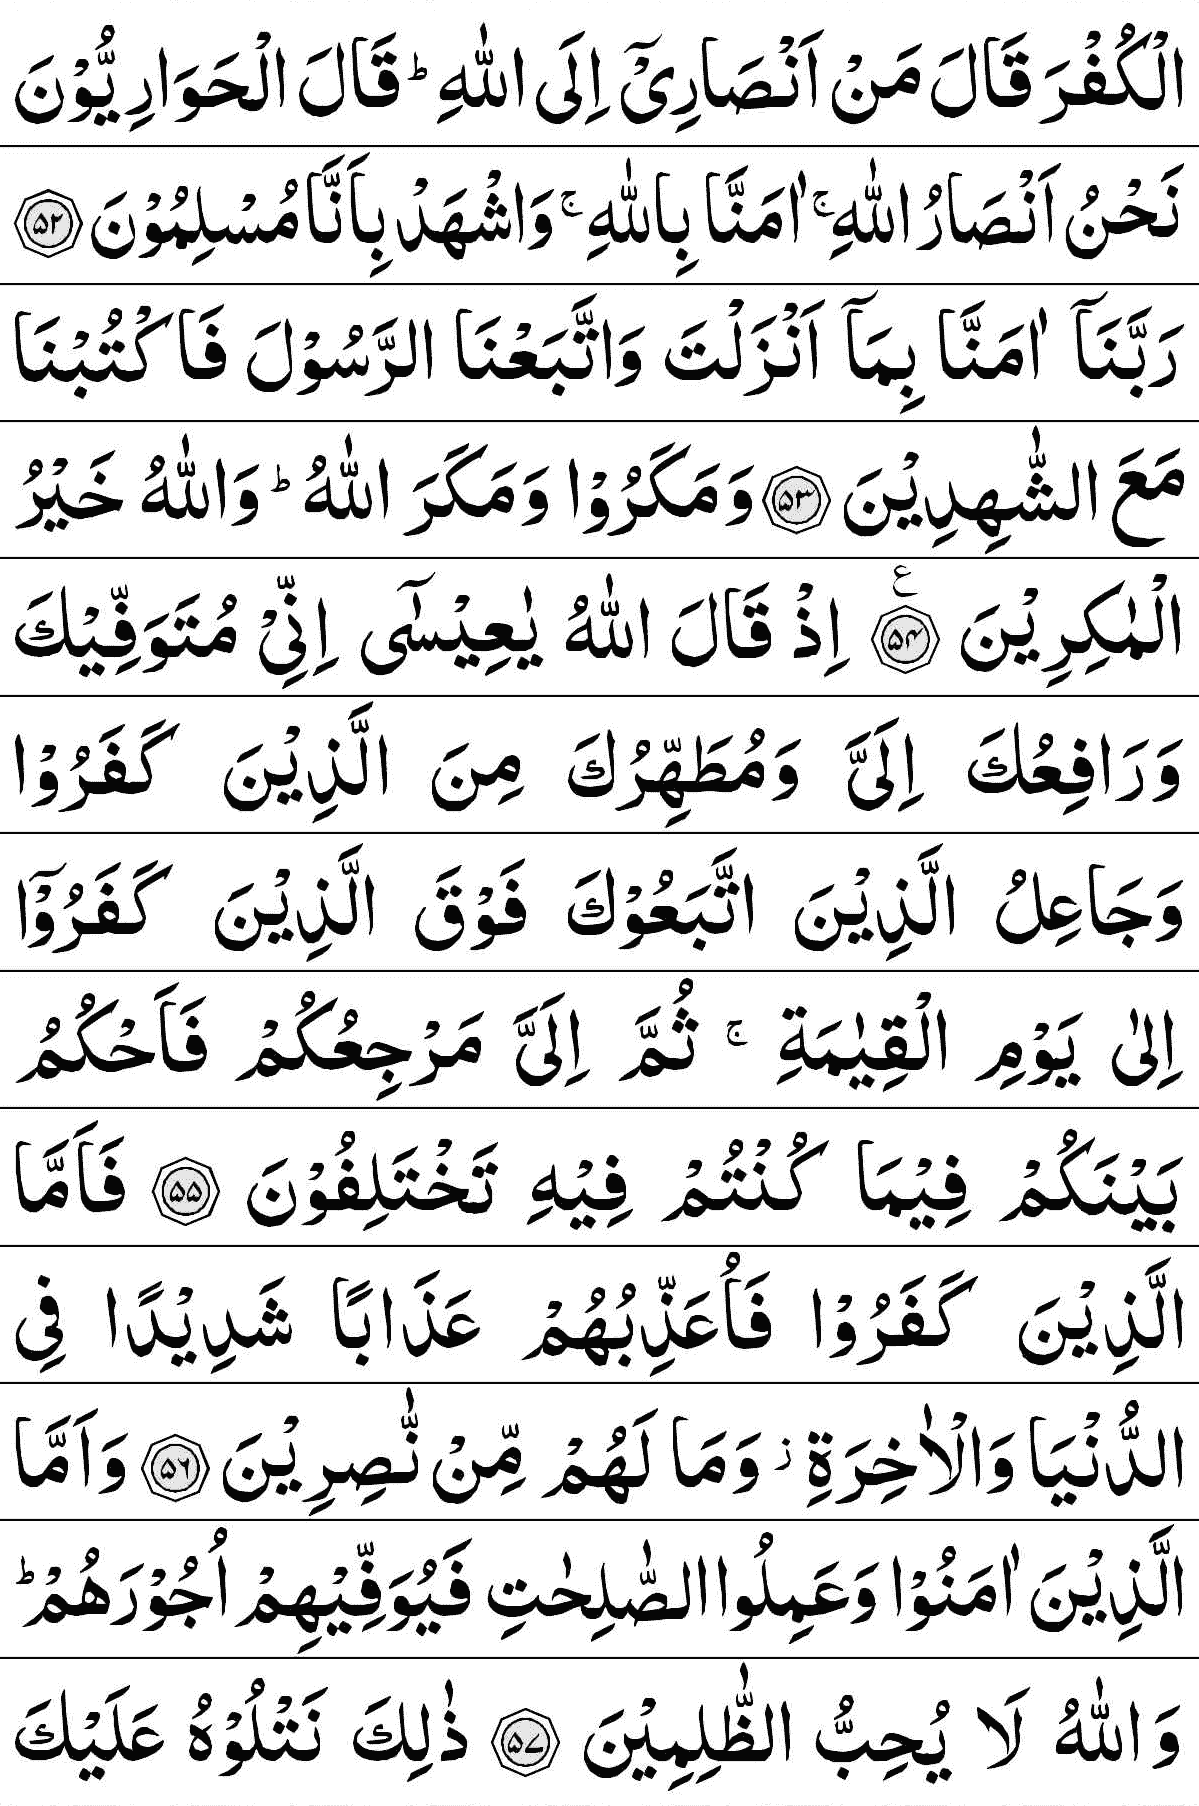 الْكُفْرَ قَالَ مَنْ اَنْصَارِیْۤ اِلَی اللّٰهِ ؕ قَالَ الْحَوَارِیُّوْنَ
نَحْنُ اَنْصَارُ اللّٰهِ ۚ اٰمَنَّا بِاللّٰهِ ۚ وَاشْهَدْ بِاَنَّا مُسْلِمُوْنَ ۝۵۲
رَبَّنَاۤ اٰمَنَّا بِمَاۤ اَنْزَلْتَ وَاتَّبَعْنَا الرَّسُوْلَ فَاكْتُبْنَا
مَعَ الشّٰهِدِیْنَ ۝۵۳ وَمَكَرُوْا وَمَكَرَ اللّٰهُ ؕ وَاللّٰهُ خَیْرُ
الْمٰكِرِیْنَ ۝۵۴ ع اِذْ قَالَ اللّٰهُ یٰعِیْسٰۤی اِنِّیْ مُتَوَفِّیْكَ
وَرَافِعُكَ اِلَیَّ وَمُطَهِّرُكَ مِنَ الَّذِیْنَ كَفَرُوْا
وَجَاعِلُ الَّذِیْنَ اتَّبَعُوْكَ فَوْقَ الَّذِیْنَ كَفَرُوْۤا
اِلٰی یَوْمِ الْقِیٰمَةِ ۚ ثُمَّ اِلَیَّ مَرْجِعُكُمْ فَاَحْكُمُ
بَیْنَكُمْ فِیْمَا كُنْتُمْ فِیْهِ تَخْتَلِفُوْنَ ۝۵۵ فَاَمَّا
الَّذِیْنَ كَفَرُوْا فَاُعَذِّبُهُمْ عَذَابًا شَدِیْدًا فِی
الدُّنْیَا وَالْاٰخِرَةِ ؗ وَمَا لَهُمْ مِّنْ نّٰصِرِیْنَ ۝۵۶ وَاَمَّا
الَّذِیْنَ اٰمَنُوْا وَعَمِلُوا الصّٰلِحٰتِ فَیُوَفِّیْهِمْ اُجُوْرَهُمْ ؕ
وَاللّٰهُ لَا یُحِبُّ الظّٰلِمِیْنَ ۝۵۷ ذٰلِكَ نَتْلُوْهُ عَلَیْكَ